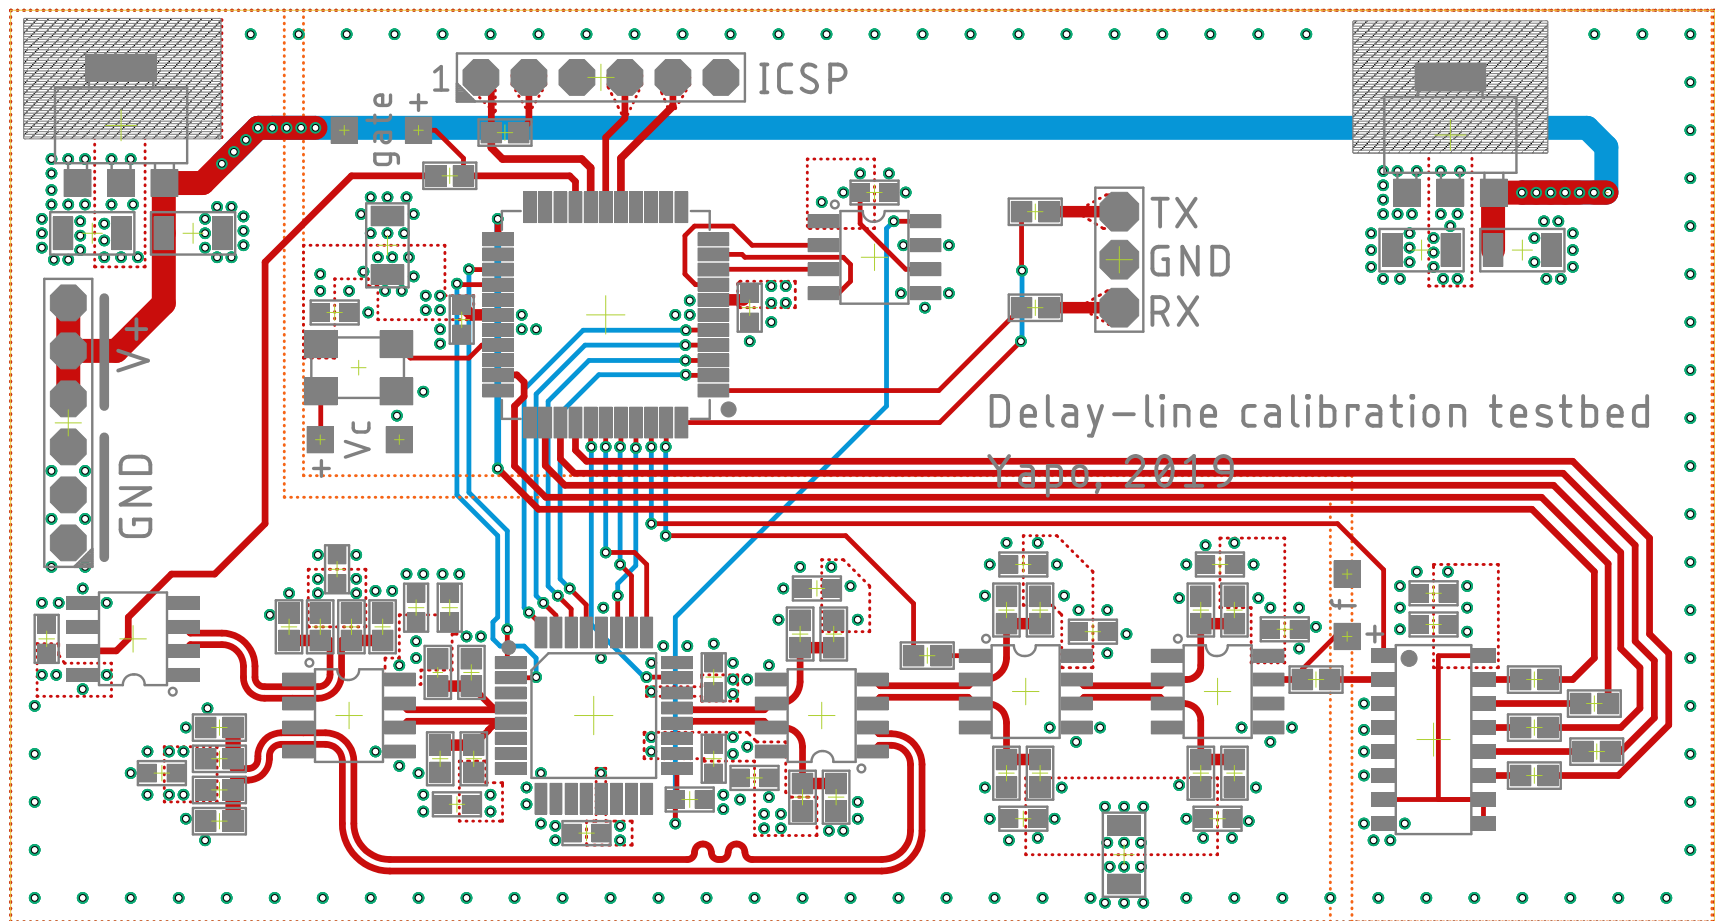 1 ICSP
gate +
TX
GND
RX
V+
GND
Vc
+
Delay-line calibration testbed
Yapo, 2019
f
+